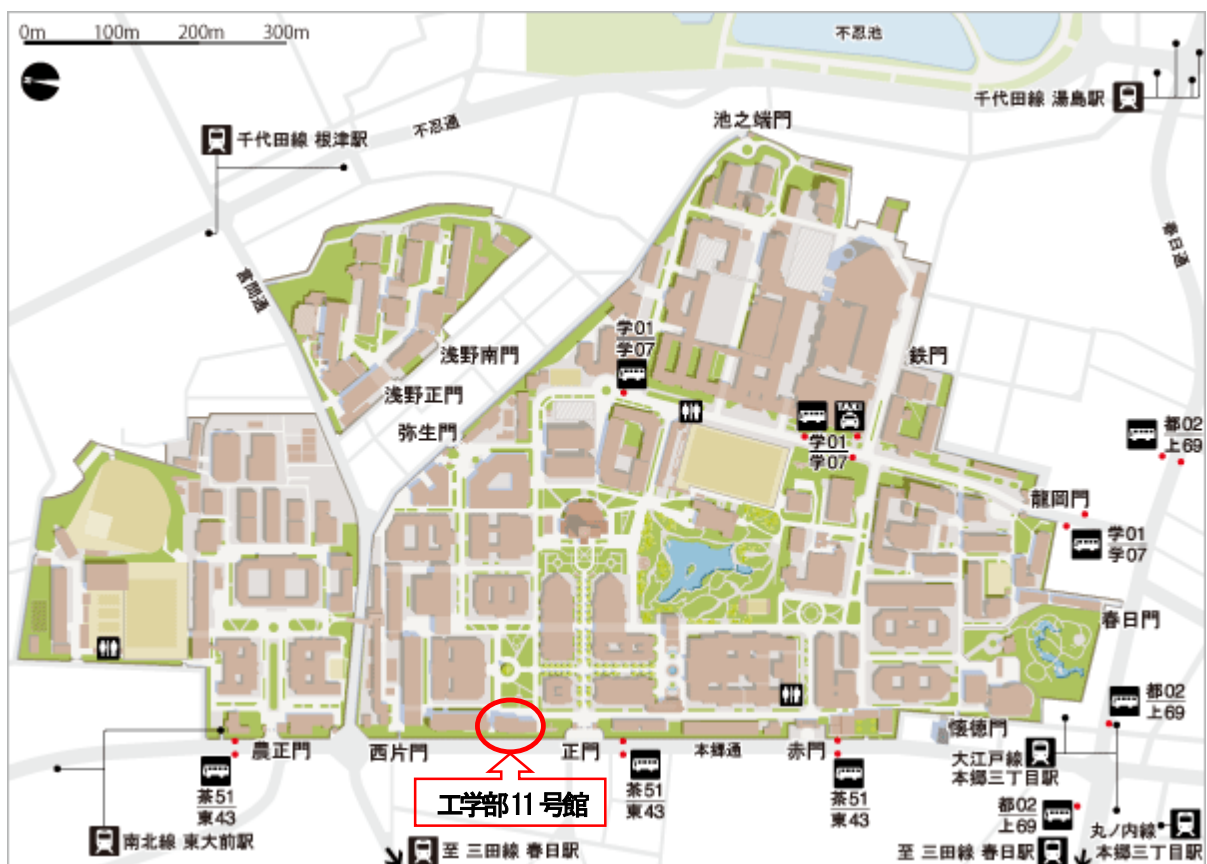 0m 100m 200m 300m
不忍池
千代田線 湯島駅
千代田線 根津駅
不忍通
池之端門
春日通
言問通
学01
学07
浅野南門
浅野正門
弥生門
鉄門
TAXI
学01
学07
都02
上69
龍岡門
学01
学07
春日門
都02
上69
農正門
西片門
正門
本郷通
赤門
懐徳門
大江戸線
本郷三丁目駅
工学部11号館
茶51
東43
茶51
東43
茶51
東43
都02
上69
南北線 東大前駅
至 三田線 春日駅
丸ノ内線
本郷三丁目駅
至 三田線 春日駅